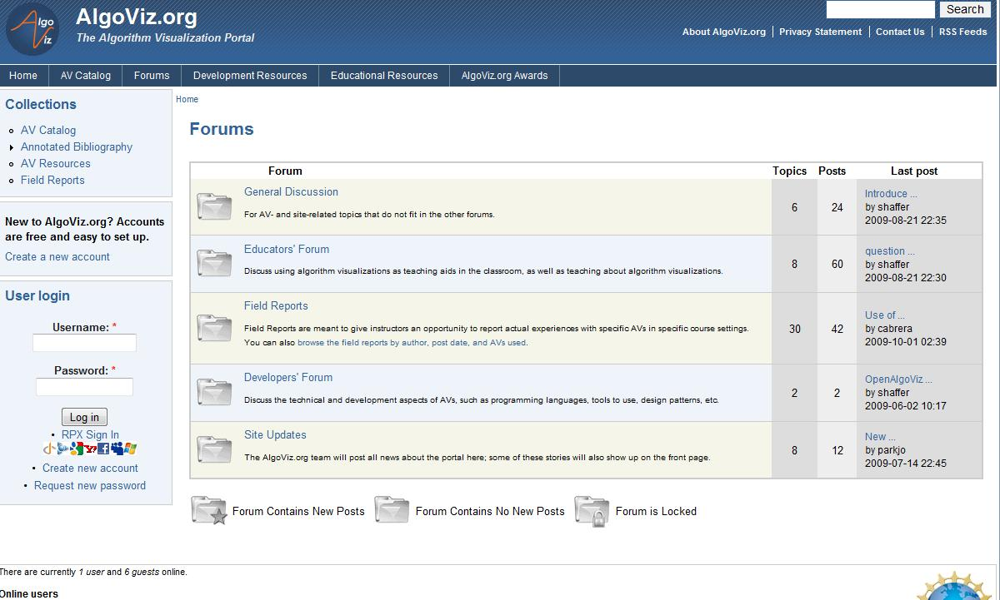 Algo
Viz
AlgoViz.org
The Algorithm Visualization Portal
Search
About AlgoViz.org
Privacy Statement
Contact Us
RSS Feeds
Home
AV Catalog
Forums
Development Resources
Educational Resources
AlgoViz.org Awards
Collections
AV Catalog
Annotated Bibliography
AV Resources
Field Reports
New to AlgoViz.org? Accounts
are free and easy to set up.
Create a new account
User login
Username: *
Password: *
Log in
RPX Sign In
Create new account
Request new password
Home
Forums
Forum Topics Posts Last post
General Discussion
For AV- and site-related topics that do not fit in the other forums.
6 24
Introduce ...
by shaffer
2009-08-21 22:35
Educators' Forum
Discuss using algorithm visualizations as teaching aids in the classroom, as well as teaching about algorithm visualizations.
8 60
question ...
by shaffer
2009-08-21 22:30
Field Reports
Field Reports are meant to give instructors an opportunity to report actual experiences with specific AVs in specific course settings.
You can also browse the field reports by author, post date, and AVs used.
30 42
Use of ...
by cabrera
2009-10-01 02:39
Developers' Forum
Discuss the technical and development aspects of AVs, such as programming languages, tools to use, design patterns, etc.
2 2
OpenAlgoViz ...
by shaffer
2009-06-02 10:17
Site Updates
The AlgoViz.org team will post all news about the portal here; some of these stories will also show up on the front page.
8 12
New ...
by parkjo
2009-07-14 22:45
Forum Contains New Posts
Forum Contains No New Posts
Forum is Locked
There are currently 1 user and 6 guests online.
Online users